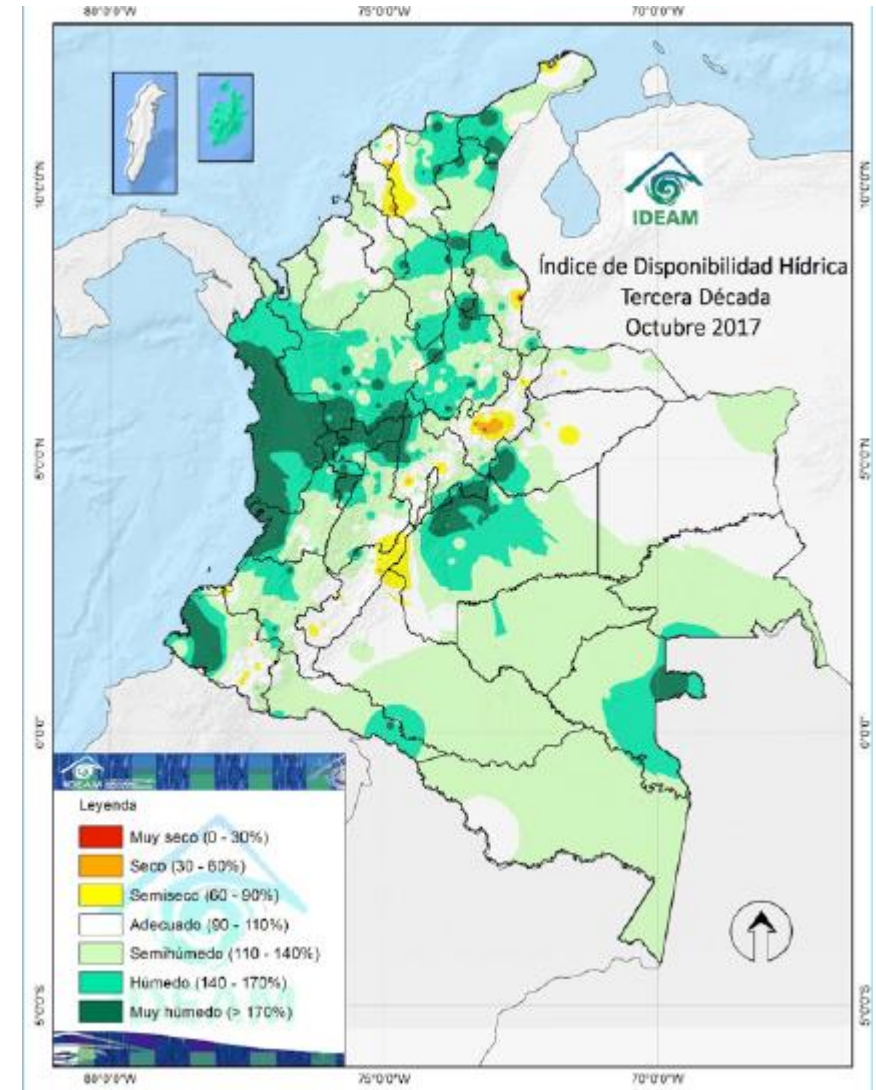 80°0'0"W
75°0'0"W
70°0'0"W
10°0'0"N
10°0'0"N
IDEAM
Índice de Disponibilidad Hídrica
Tercera Década
Octubre 2017
5°0'0"N
5°0'0"N
0°0'0"
0°0'0"
IDEAM
Leyenda
Muy seco (0 - 30%)
Seco (30 - 60%)
Semiseco (60 - 90%)
Adecuado (90 - 110%)
Semihúmedo (110 - 140%)
Húmedo (140 - 170%)
Muy húmedo (> 170%)
IDEAM
5°0'0"S
5°0'0"S
80°0'0"W
75°0'0"W
70°0'0"W